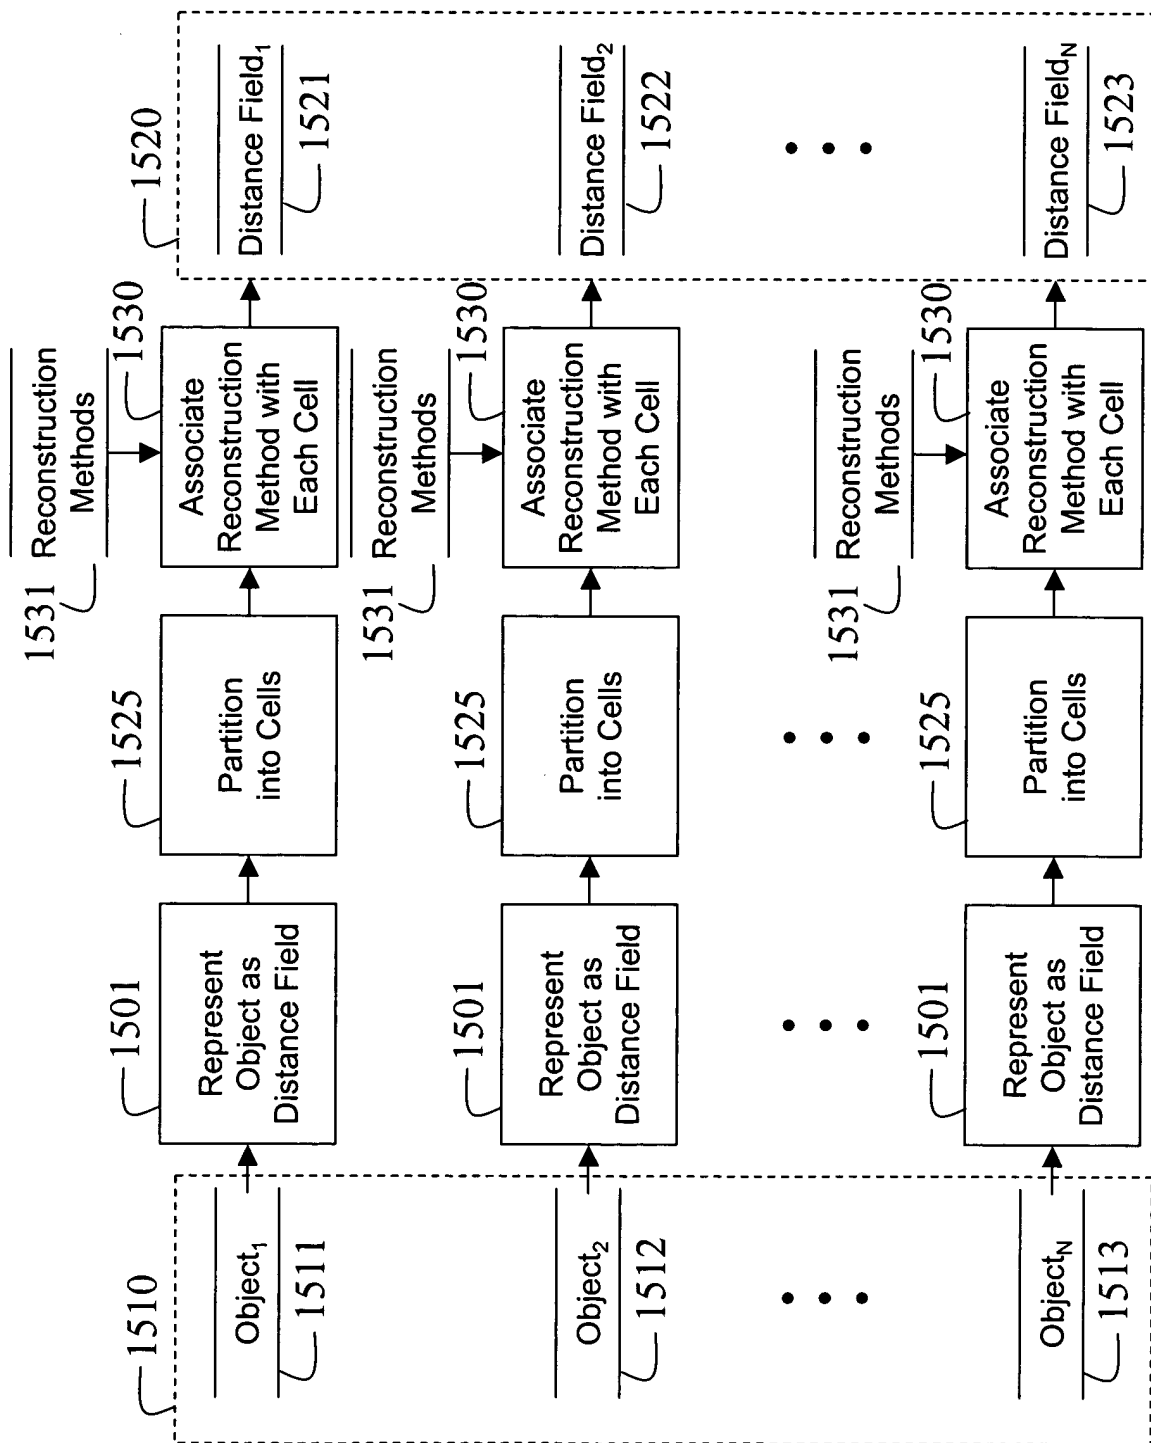 1510
Object₁
1511
1501
Represent
Object as
Distance Field
1525
Partition
into Cells
1531
Reconstruction
Methods
1530
Associate
Reconstruction
Method with
Each Cell
1520
Distance Field₁
1521
Object₂
1512
1501
Represent
Object as
Distance Field
1525
Partition
into Cells
1531
Reconstruction
Methods
1530
Associate
Reconstruction
Method with
Each Cell
Distance Field₂
1522
Object_N
1513
1501
Represent
Object as
Distance Field
1525
Partition
into Cells
1531
Reconstruction
Methods
1530
Associate
Reconstruction
Method with
Each Cell
Distance Field_N
1523